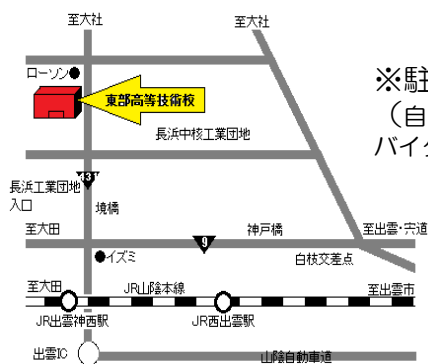 至大社
至大社
ローソン
東部高等技術校
※駐
（自
バイク
長浜中核工業団地
長浜工業団地
入口
431
境橋
至大田
9
神戸橋
至出雲・宍道
イズミ
白枝交差点
至大田
JR山陰本線
至出雲市
JR出雲神西駅
JR西出雲駅
出雲IC
山陰自動車道